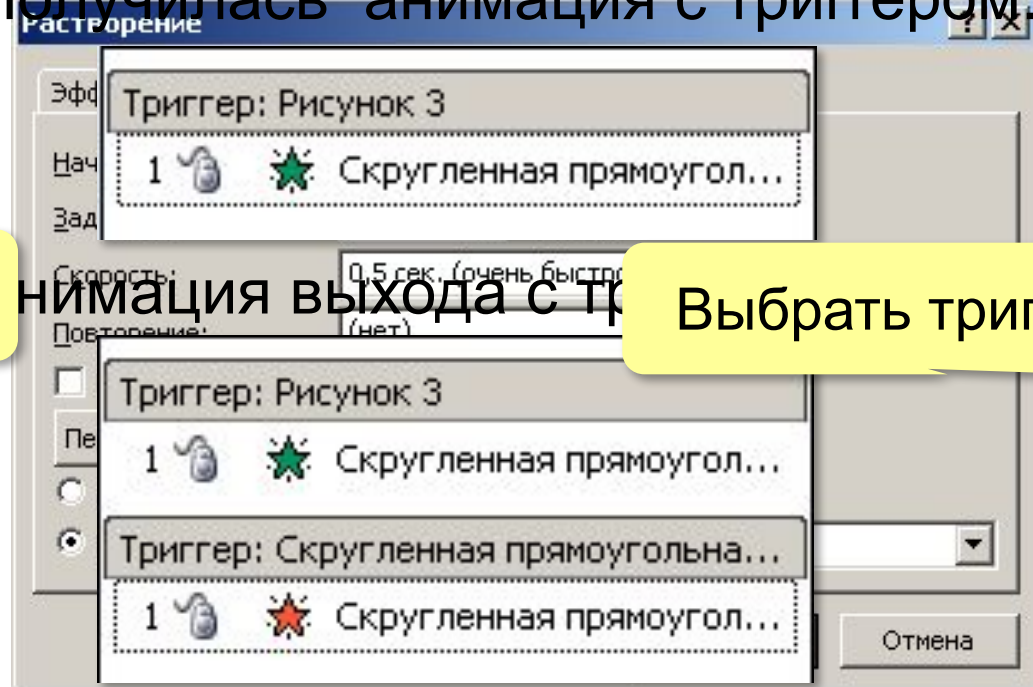 получилась анимация с триггером.
Растворение
Эфф
Триггер: Рисунок 3
1 Скругленная прямоугол...
Нач
Зад
Скорость: 0,5 сек. (очень быстро
нимация выхода с тр
Выбрать триг
Повторение: (нет)
Триггер: Рисунок 3
Пе
1 Скругленная прямоугол...
Триггер: Скругленная прямоугольна...
1 Скругленная прямоугол...
Отмена